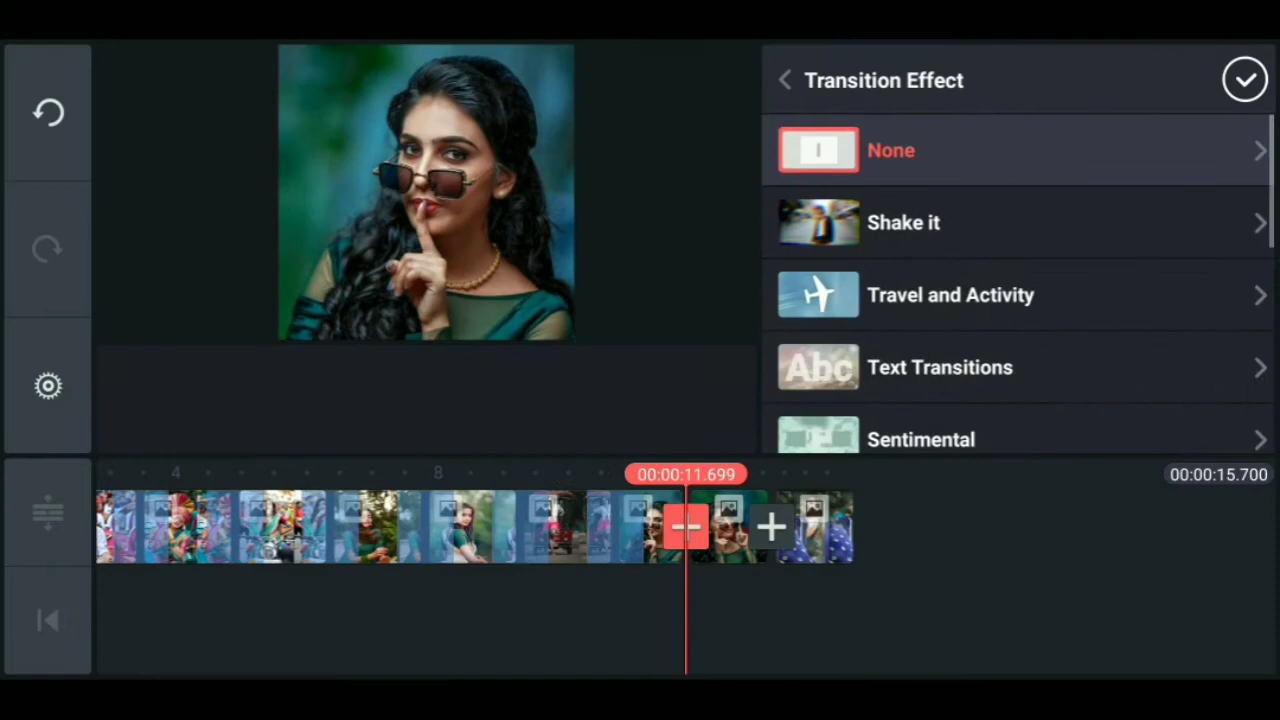 Transition Effect
None
Shake it
Travel and Activity
Abc
Text Transitions
Sentimental
4
8
00:00:11.699
00:00:15.700